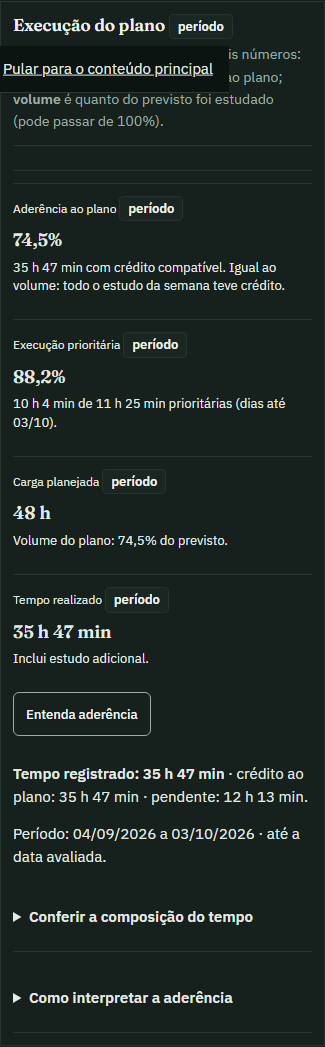 Execução do plano período
Pular para o conteúdo principal
is números:
ao plano;
volume é quanto do previsto foi estudado
(pode passar de 100%).
Aderência ao plano período
74,5%
35 h 47 min com crédito compatível. Igual ao
volume: todo o estudo da semana teve crédito.
Execução prioritária período
88,2%
10 h 4 min de 11 h 25 min prioritárias (dias até
03/10).
Carga planejada período
48 h
Volume do plano: 74,5% do previsto.
Tempo realizado período
35 h 47 min
Inclui estudo adicional.
Entenda aderência
Tempo registrado: 35 h 47 min · crédito ao
plano: 35 h 47 min · pendente: 12 h 13 min.
Período: 04/09/2026 a 03/10/2026 · até a
data avaliada.
Conferir a composição do tempo
Como interpretar a aderência